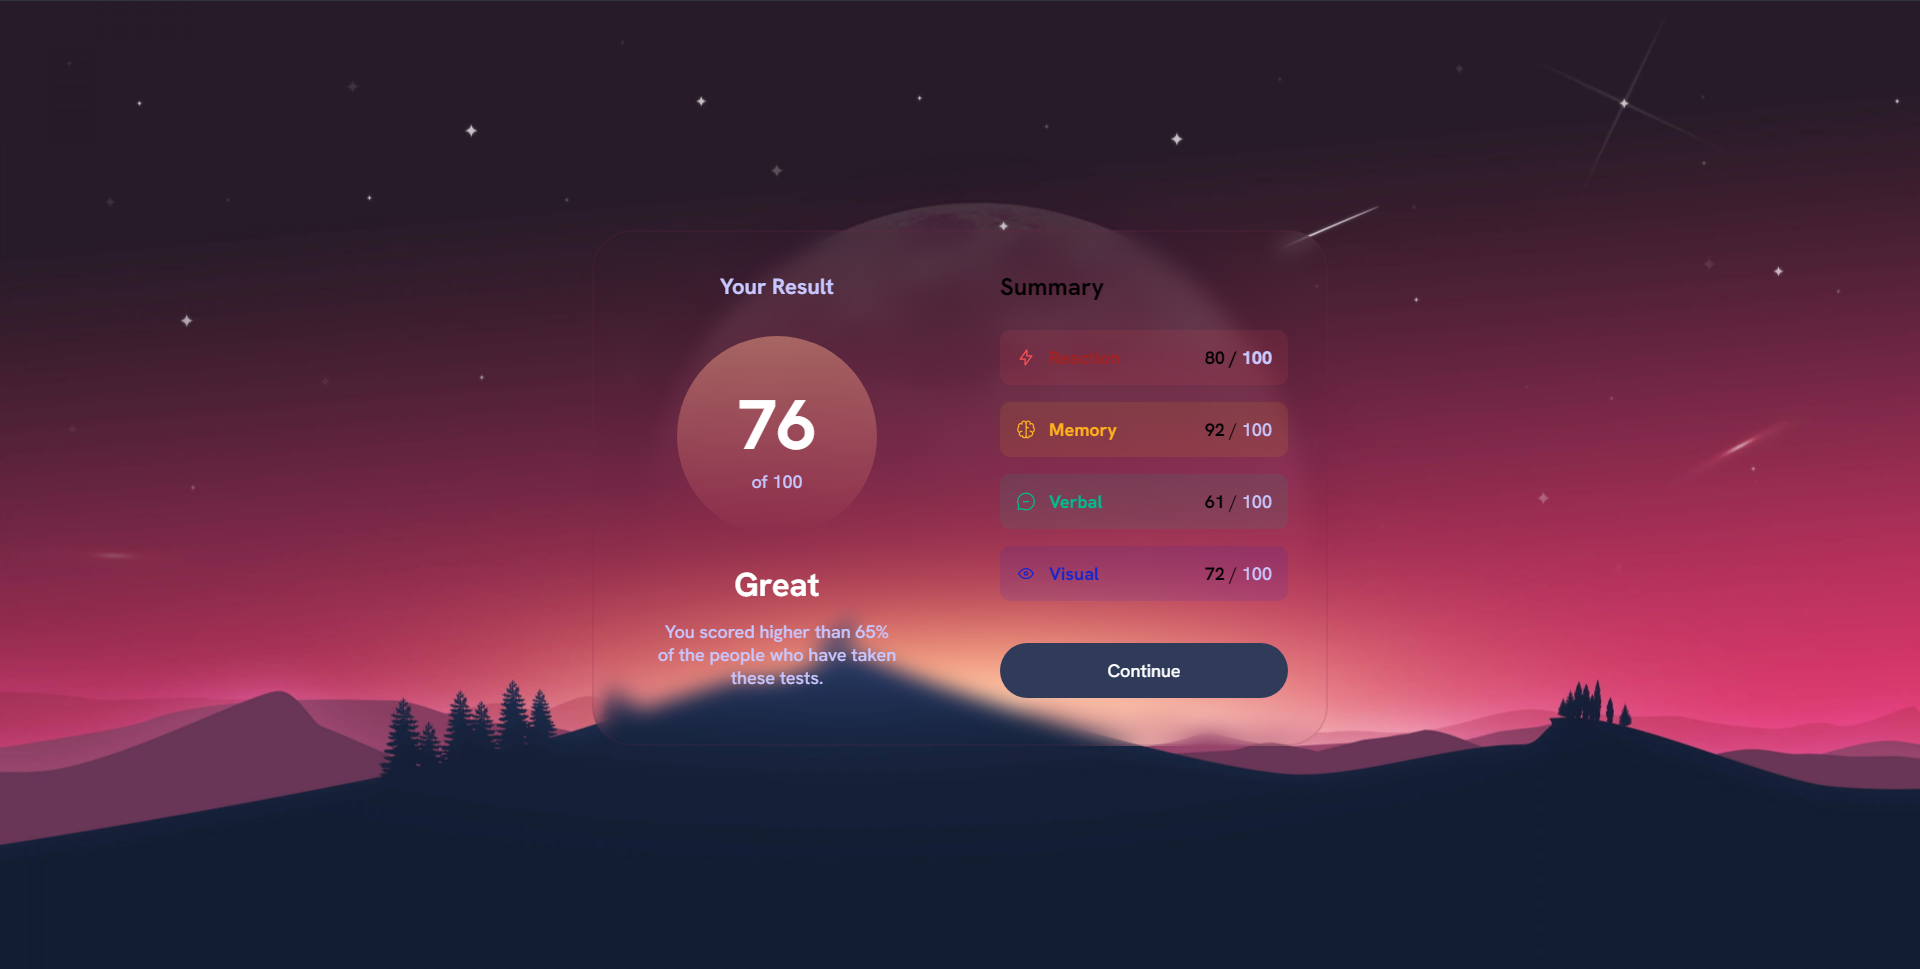 Your Result
76
of 100
Great
You scored higher than 65%
of the people who have taken
these tests.
Summary
Reaction 80 / 100
Memory 92 / 100
Verbal 61 / 100
Visual 72 / 100
Continue